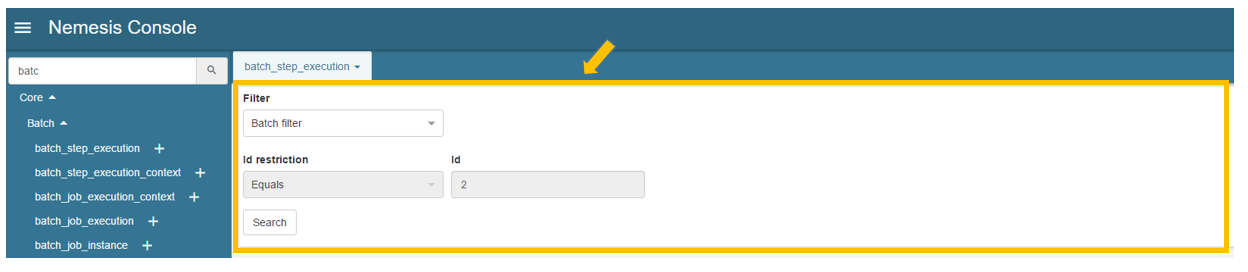 Nemesis Console
batc
batch_step_execution
Core
Batch
batch_step_execution +
batch_step_execution_context +
batch_job_execution_context +
batch_job_execution +
batch_job_instance +
Filter
Batch filter
Id restriction Id
Equals 2
Search